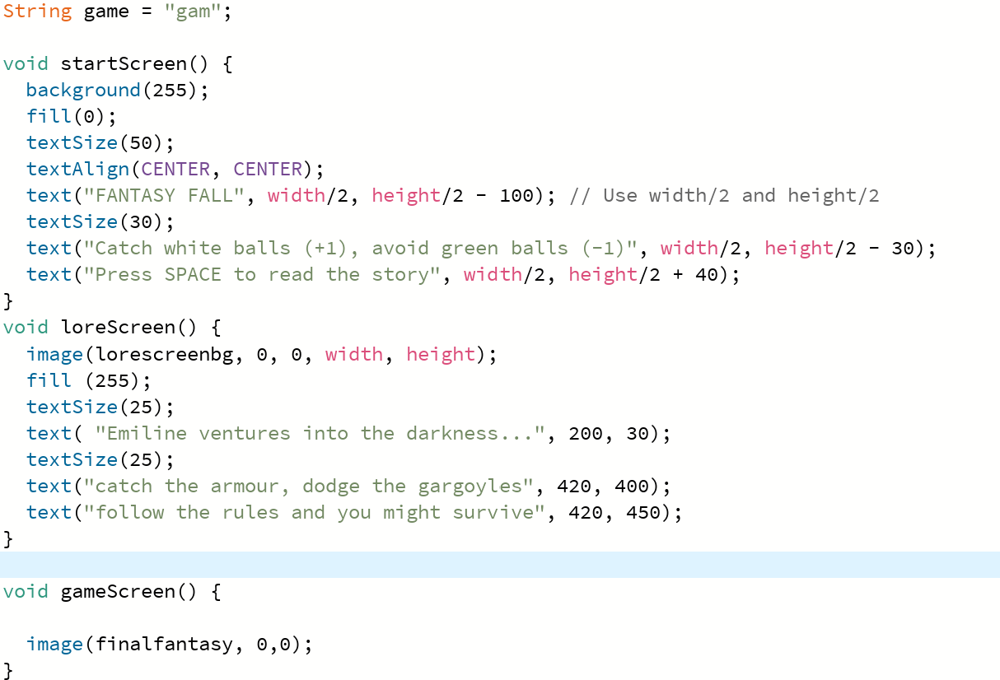 String game = "gam";
void startScreen() {
  background(255);
  fill(0);
  textSize(50);
  textAlign(CENTER, CENTER);
  text("FANTASY FALL", width/2, height/2 - 100); // Use width/2 and height/2
  textSize(30);
  text("Catch white balls (+1), avoid green balls (-1)", width/2, height/2 - 30);
  text("Press SPACE to read the story", width/2, height/2 + 40);
}
void loreScreen() {
  image(lorescreenbg, 0, 0, width, height);
  fill (255);
  textSize(25);
  text( "Emiline ventures into the darkness...", 200, 30);
  textSize(25);
  text("catch the armour, dodge the gargoyles", 420, 400);
  text("follow the rules and you might survive", 420, 450);
}
void gameScreen() {
  image(finalfantasy, 0,0);
}